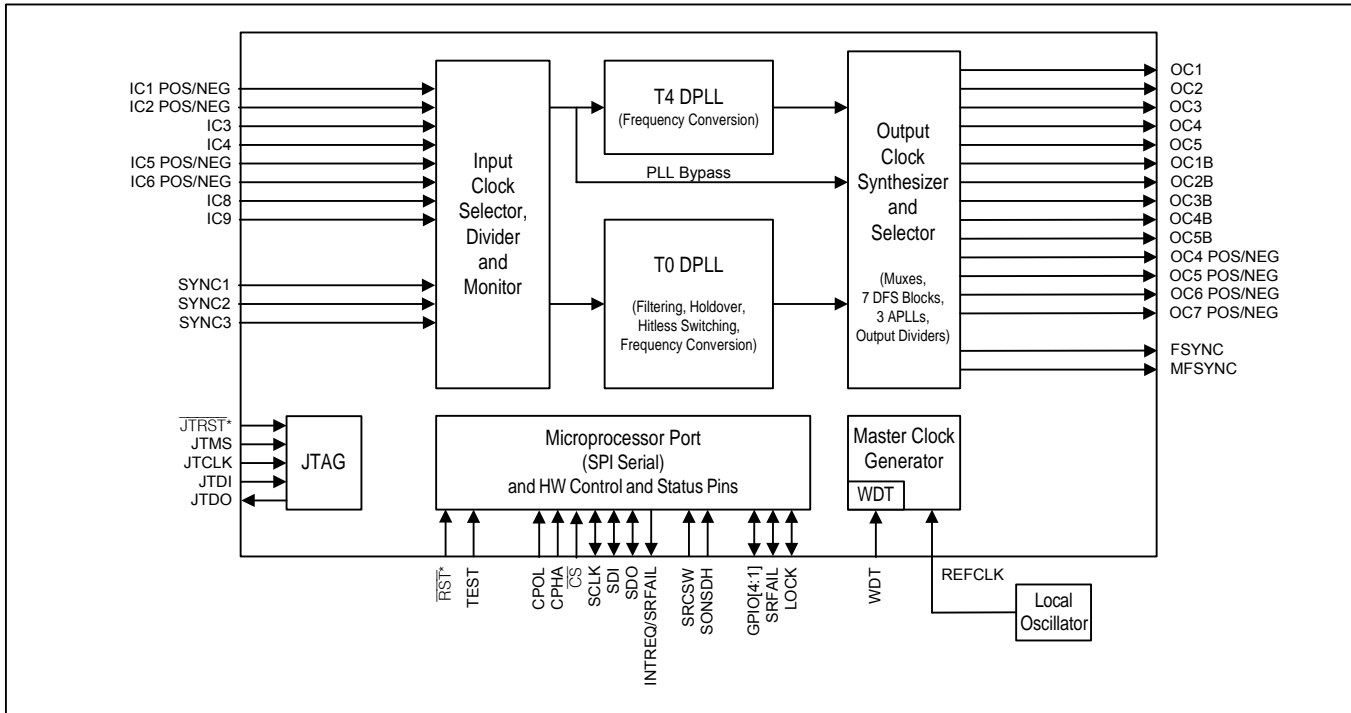 IC1 POS/NEG
IC2 POS/NEG
IC3
IC4
IC5 POS/NEG
IC6 POS/NEG
IC8
IC9
SYNC1
SYNC2
SYNC3
Input
Clock
Selector,
Divider
and
Monitor
T4 DPLL
(Frequency Conversion)
PLL Bypass
T0 DPLL
(Filtering, Holdover,
Hitless Switching,
Frequency Conversion)
Output
Clock
Synthesizer
and
Selector
(Muxes,
7 DFS Blocks,
3 APLLs,
Output Dividers)
OC1
OC2
OC3
OC4
OC5
OC1B
OC2B
OC3B
OC4B
OC5B
OC4 POS/NEG
OC5 POS/NEG
OC6 POS/NEG
OC7 POS/NEG
FSYNC
MFSYNC
JTRST*
JTMS
JTCLK
JTDI
JTDO
JTAG
Microprocessor Port
(SPI Serial)
and HW Control and Status Pins
Master Clock
Generator
WDT
RST*
TEST
CPOL
CPHA
CS
SCLK
SDI
SDO
INTREQ/SRFAIL
SRCSW
SONSDH
GPIO[4:1]
SRFAIL
LOCK
WDT
REFCLK
Local
Oscillator